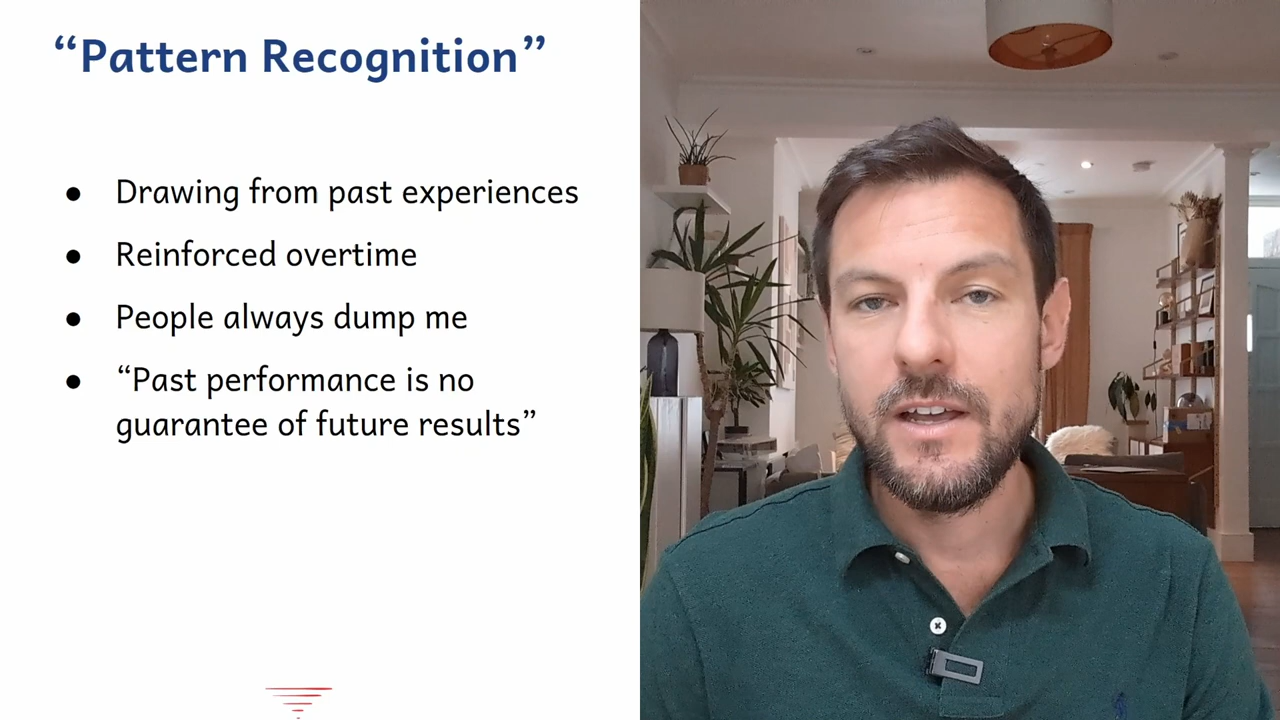 “Pattern Recognition”
● Drawing from past experiences
● Reinforced overtime
● People always dump me
● “Past performance is no
guarantee of future results”